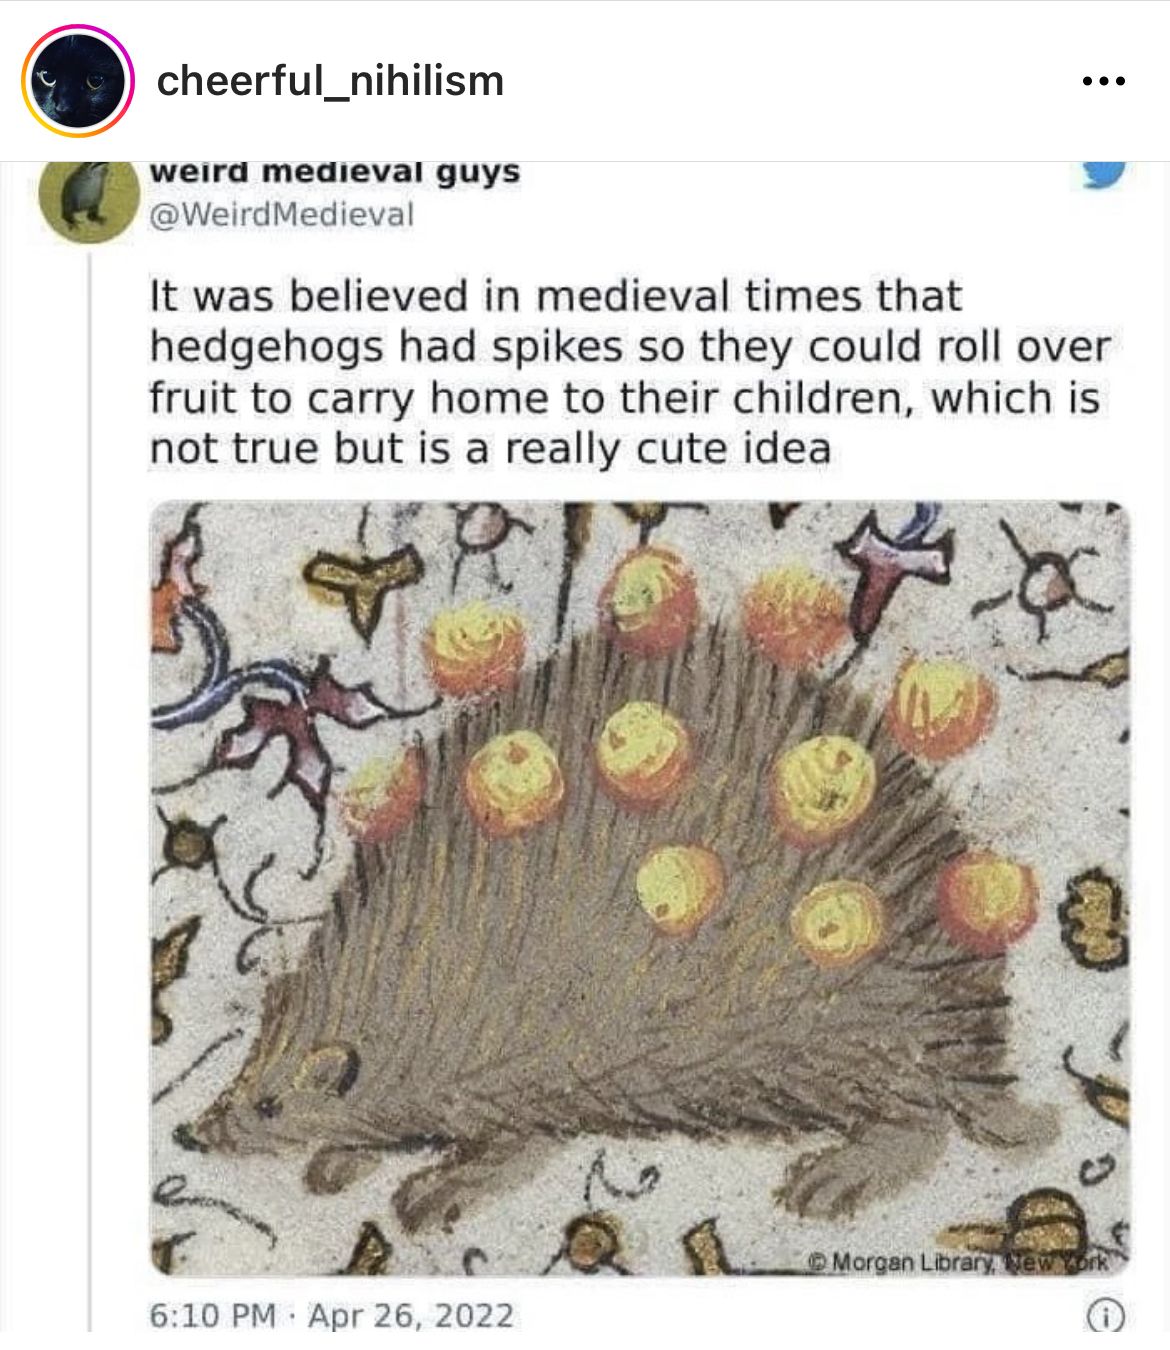 cheerful_nihilism
weird medieval guys
@WeirdMedieval
It was believed in medieval times that
hedgehogs had spikes so they could roll over
fruit to carry home to their children, which is
not true but is a really cute idea
© Morgan Library, New York
6:10 PM · Apr 26, 2022